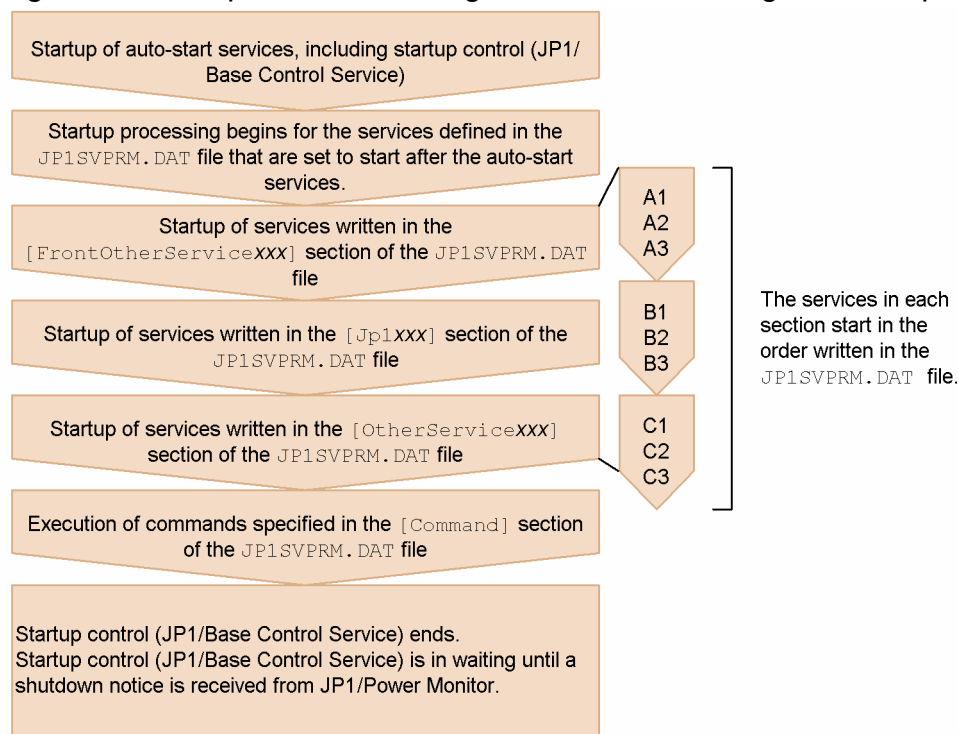 Startup of auto-start services, including startup control (JP1/
Base Control Service)
Startup processing begins for the services defined in the
JP1SVPRM.DAT file that are set to start after the auto-start
services.
Startup of services written in the
[FrontOtherServicexxx] section of the JP1SVPRM.DAT
file
Startup of services written in the [Jp1xxx] section of the
JP1SVPRM.DAT file
Startup of services written in the [OtherServicexxx]
section of the JP1SVPRM.DAT file
Execution of commands specified in the [Command] section
of the JP1SVPRM.DAT file
Startup control (JP1/Base Control Service) ends.
Startup control (JP1/Base Control Service) is in waiting until a
shutdown notice is received from JP1/Power Monitor.
A1
A2
A3
B1
B2
B3
C1
C2
C3
The services in each
section start in the
order written in the
JP1SVPRM.DAT file.